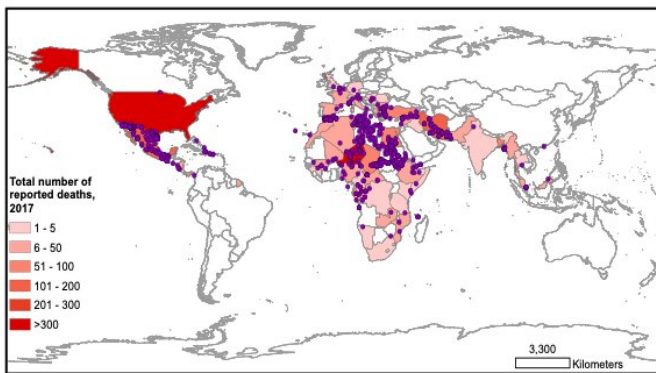 Total number of
reported deaths,
2017
1 - 5
6 - 50
51 - 100
101 - 200
201 - 300
>300
3,300
Kilometers